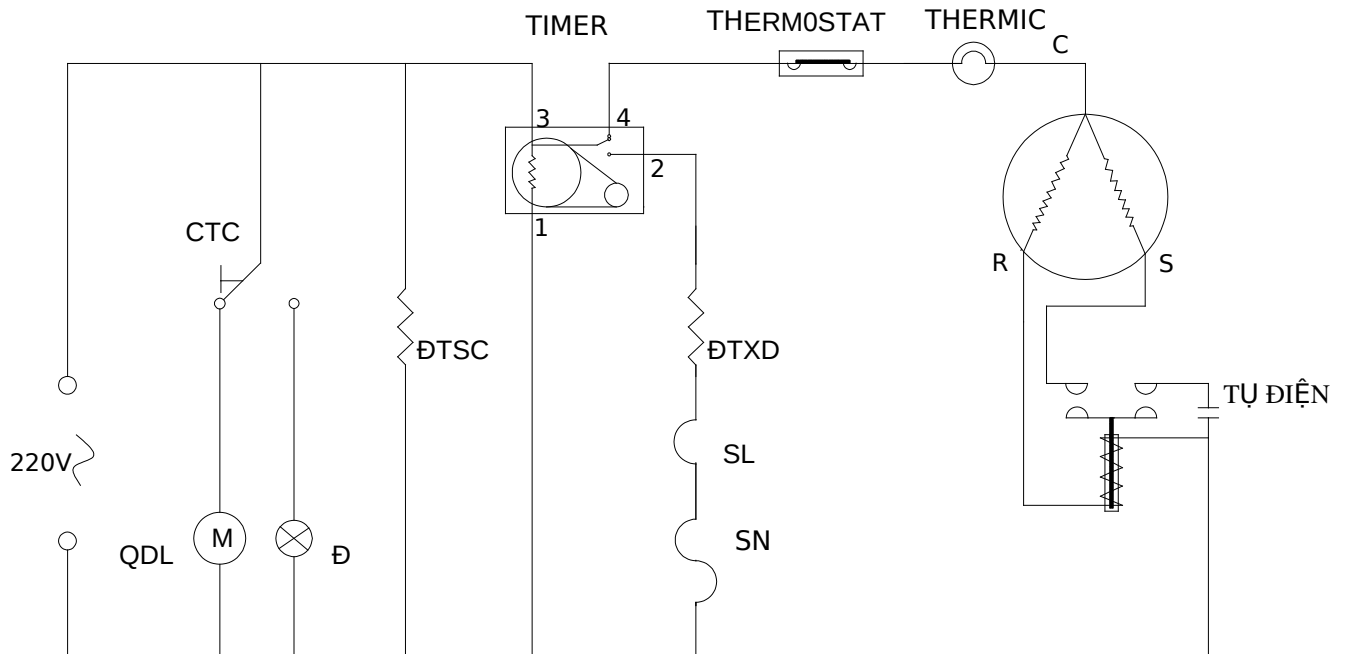 TIMER
THERM0STAT
THERMIC
C
3
4
2
1
CTC
R
S
ĐTSC
ĐTXD
TỤ ĐIỆN
220V
SL
QDL
M
Đ
SN